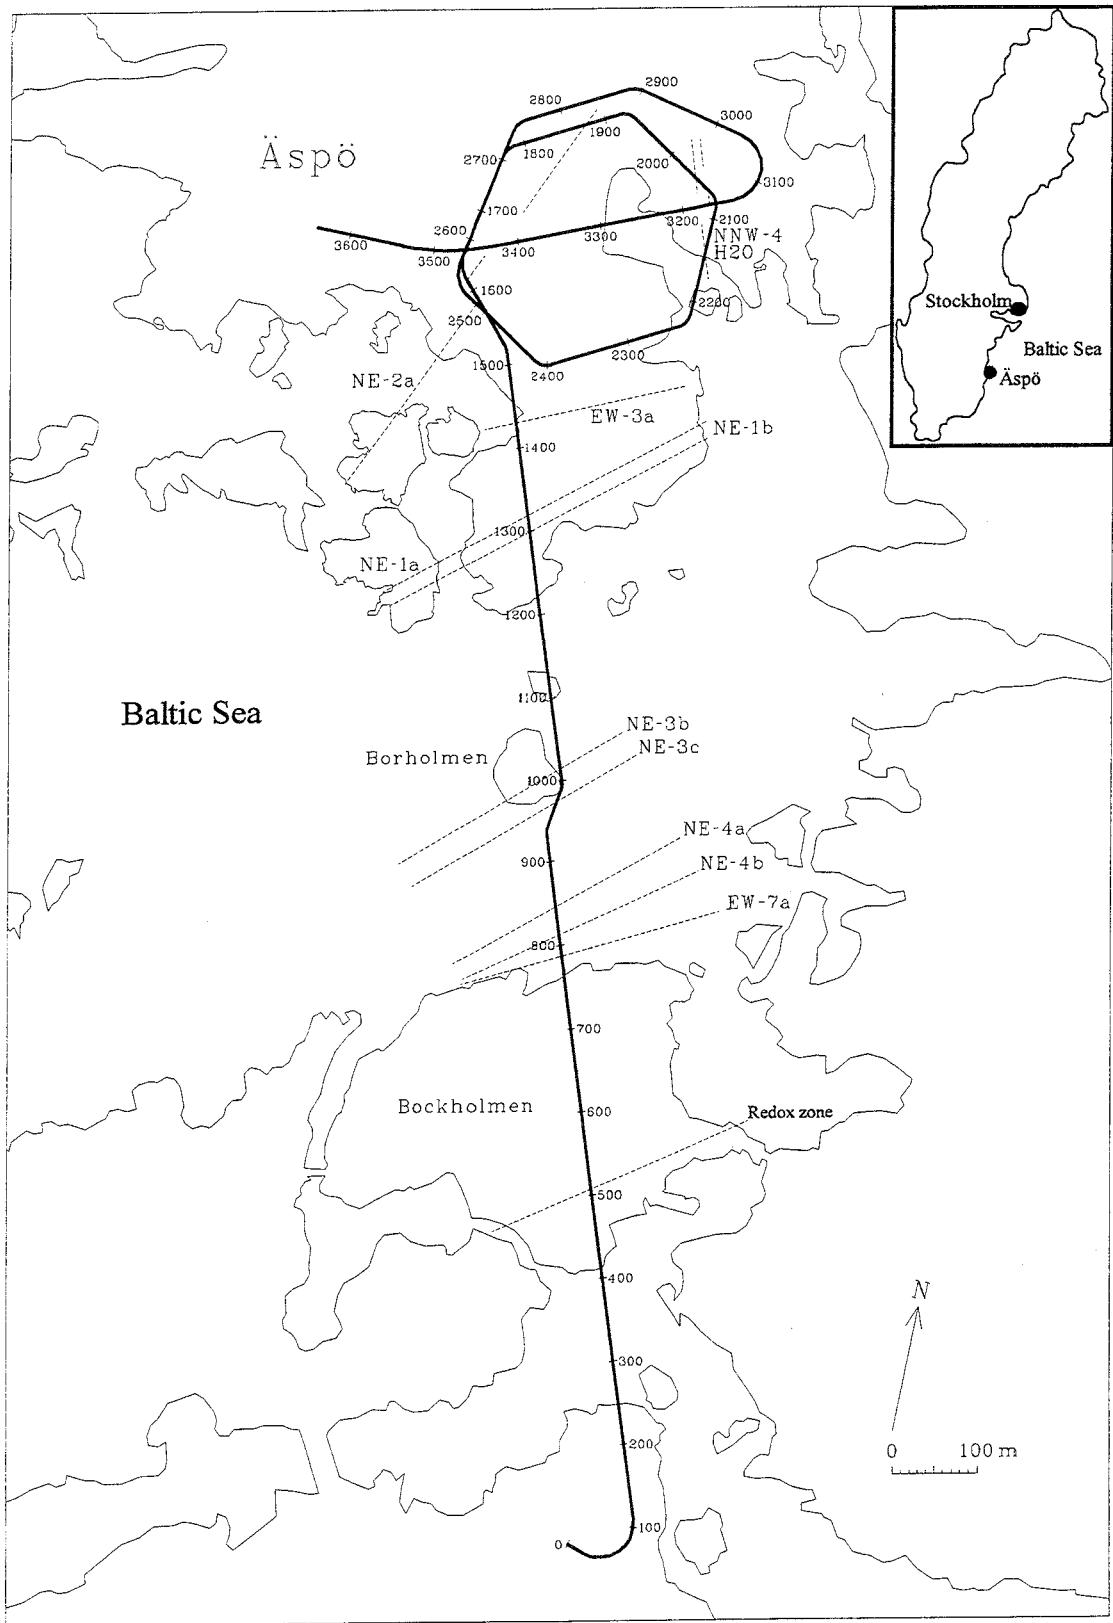 2900
2800
3000
1900
Äspö
1800
2000
2700
3100
1700
3200
2100
3600
2600
3300
NNW-4
3500
3400
H2O
1600
2200
Stockholm
2500
2300
Baltic Sea
1500
2400
Äspö
NE-2a
EW-3a
NE-1b
1400
1300
NE-1a
1200
1100
Baltic Sea
NE-3b
Borholmen
NE-3c
1000
NE-4a
900
NE-4b
EW-7a
800
700
Bockholmen
600
Redox zone
500
400
N
300
200
0 100 m
100
0